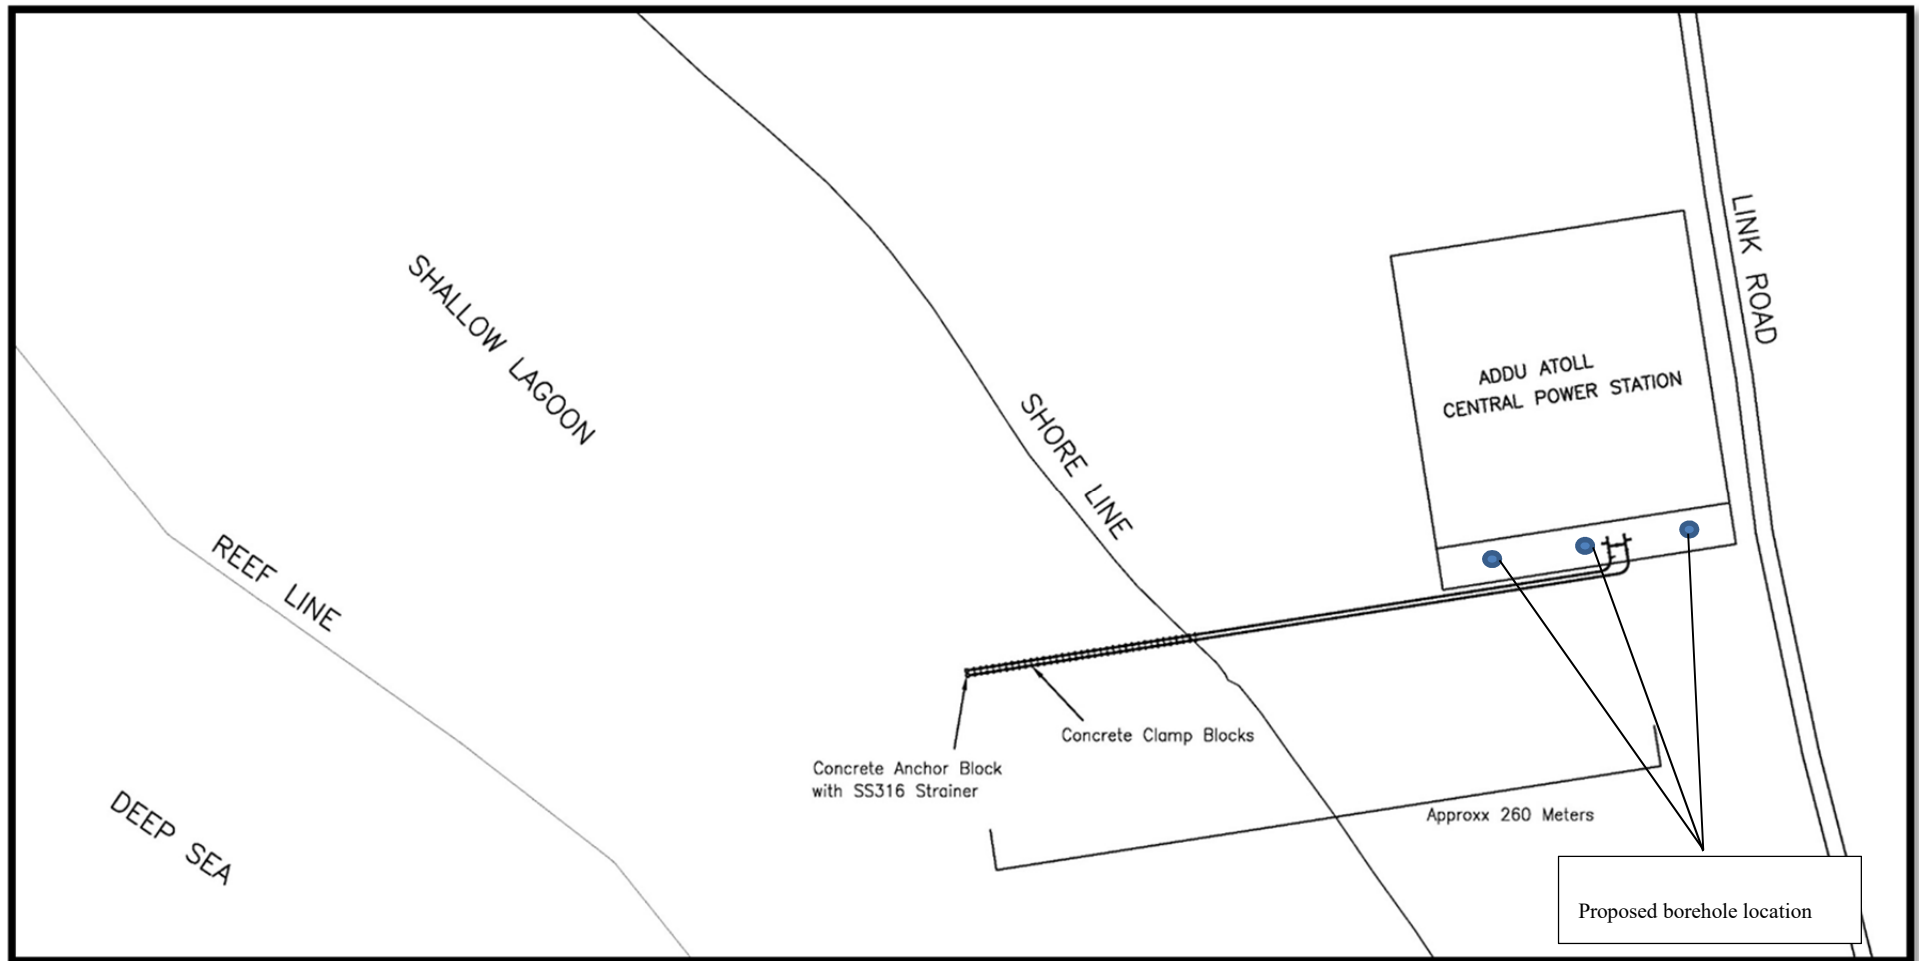 LINK ROAD
SHALLOW LAGOON
ADDU ATOLL
CENTRAL POWER STATION
SHORE LINE
REEF LINE
Concrete Clamp Blocks
Concrete Anchor Block
with SS316 Strainer
DEEP SEA
Approxx 260 Meters
Proposed borehole location